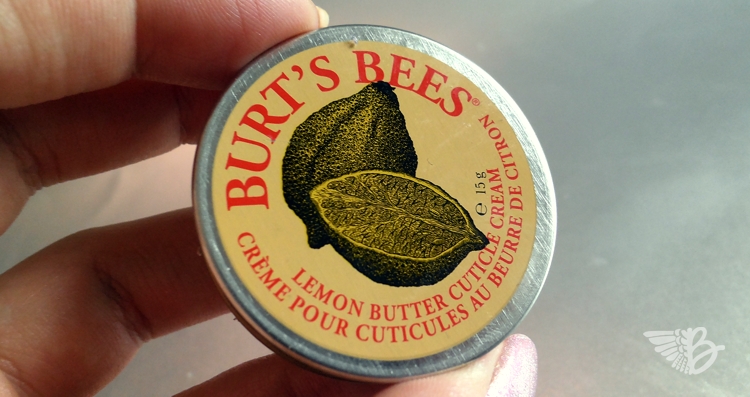 BURT'S BEES®
℮ 15 g
LEMON BUTTER CUTICLE CREAM
CRÈME POUR CUTICULES AU BEURRE DE CITRON
B